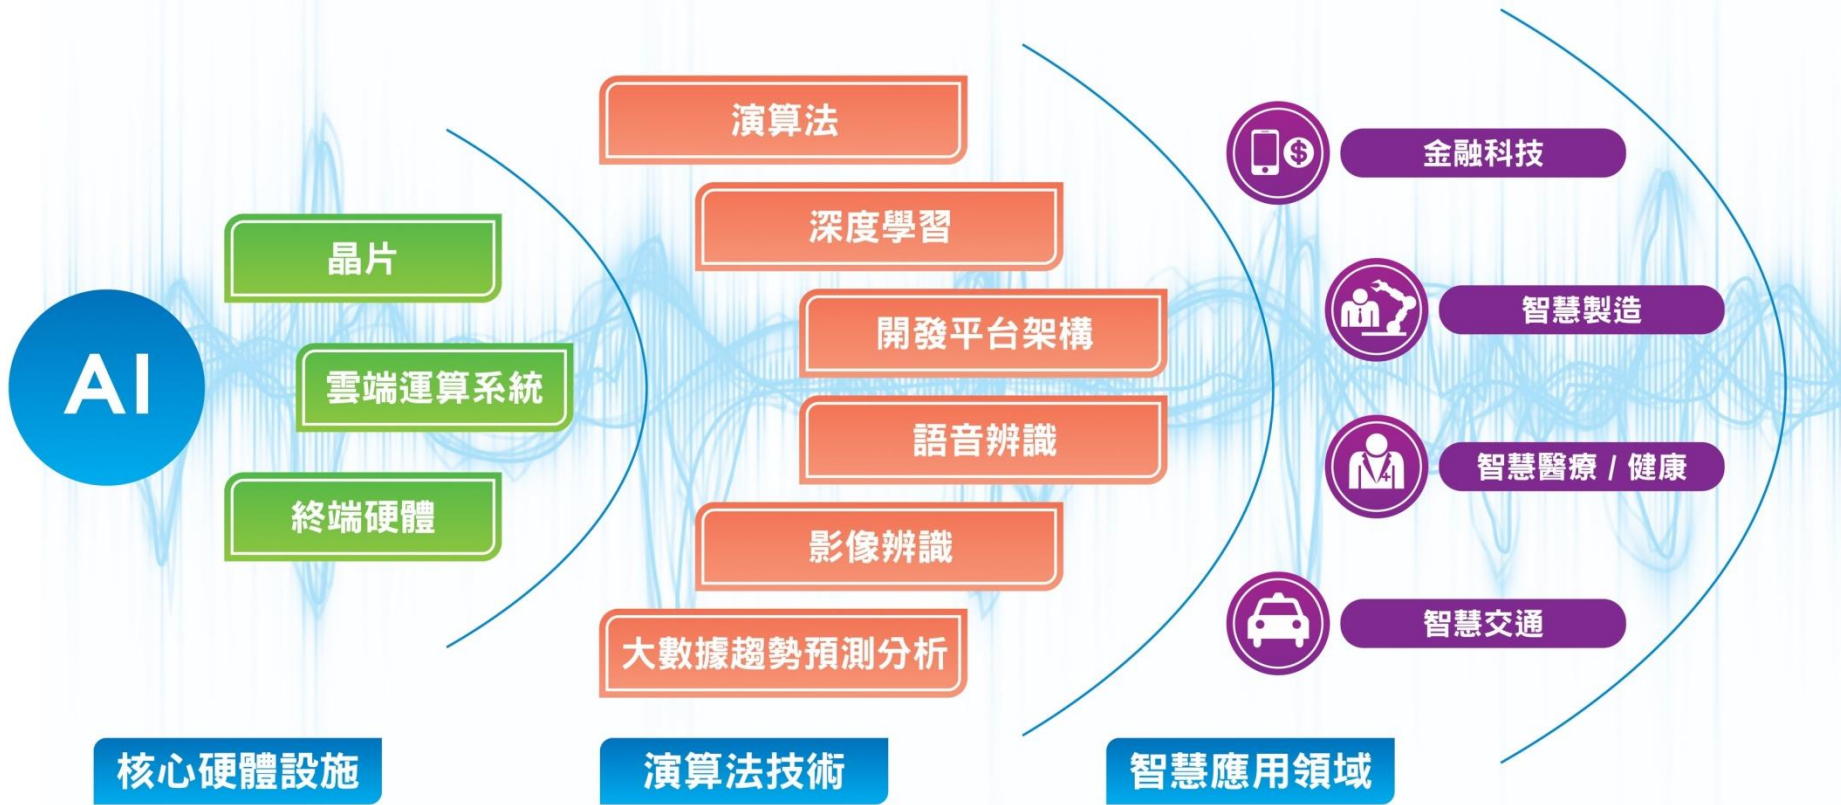 AI
晶片
雲端運算系統
終端硬體
核心硬體設施
演算法
深度學習
開發平台架構
語音辨識
影像辨識
大數據趨勢預測分析
演算法技術
$
金融科技
智慧製造
智慧醫療 / 健康
智慧交通
智慧應用領域